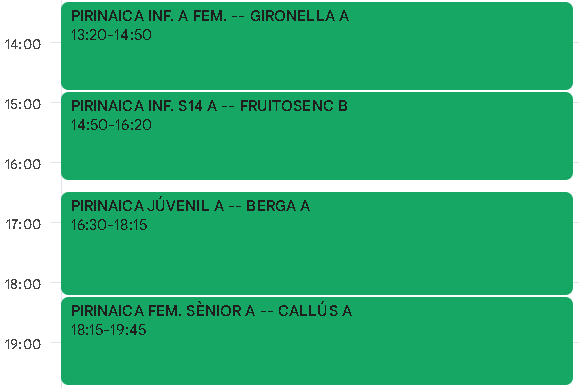 PIRINAICA INF. A FEM. -- GIRONELLA A
13:20-14:50
14:00
15:00
PIRINAICA INF. S14 A -- FRUITOSENC B
14:50-16:20
16:00
PIRINAICA JÚVENIL A -- BERGA A
16:30-18:15
17:00
18:00
PIRINAICA FEM. SÈNIOR A -- CALLÚS A
18:15-19:45
19:00